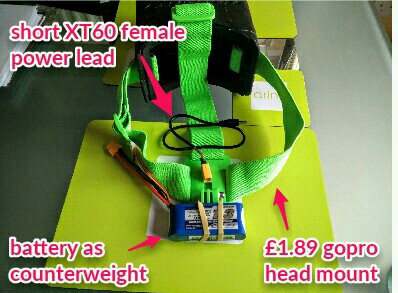 short XT60 female
power lead
battery as
counterweight
£1.89 gopro
head mount